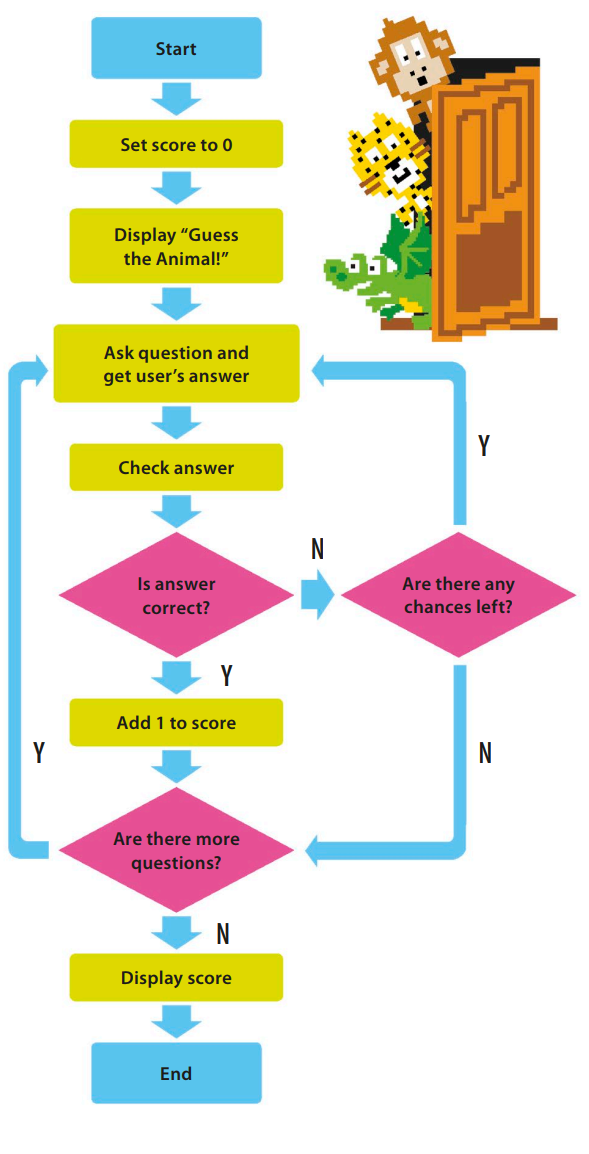 Start
Set score to 0
Display “Guess
the Animal!”
Ask question and
get user’s answer
Check answer
Y
Is answer
correct?
N
Are there any
chances left?
Y
Add 1 to score
Y
N
Are there more
questions?
N
Display score
End